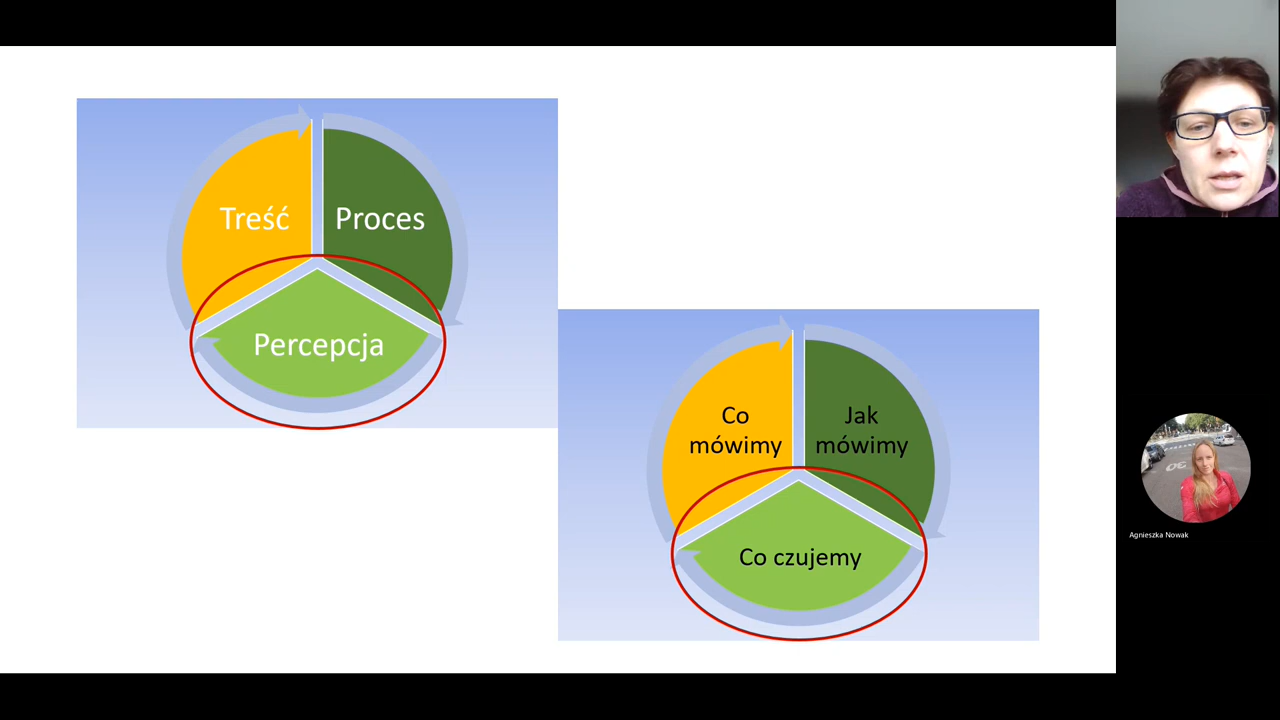 Treść
Proces
Percepcja
Co
mówimy
Jak
mówimy
Co czujemy
Agnieszka Nowak